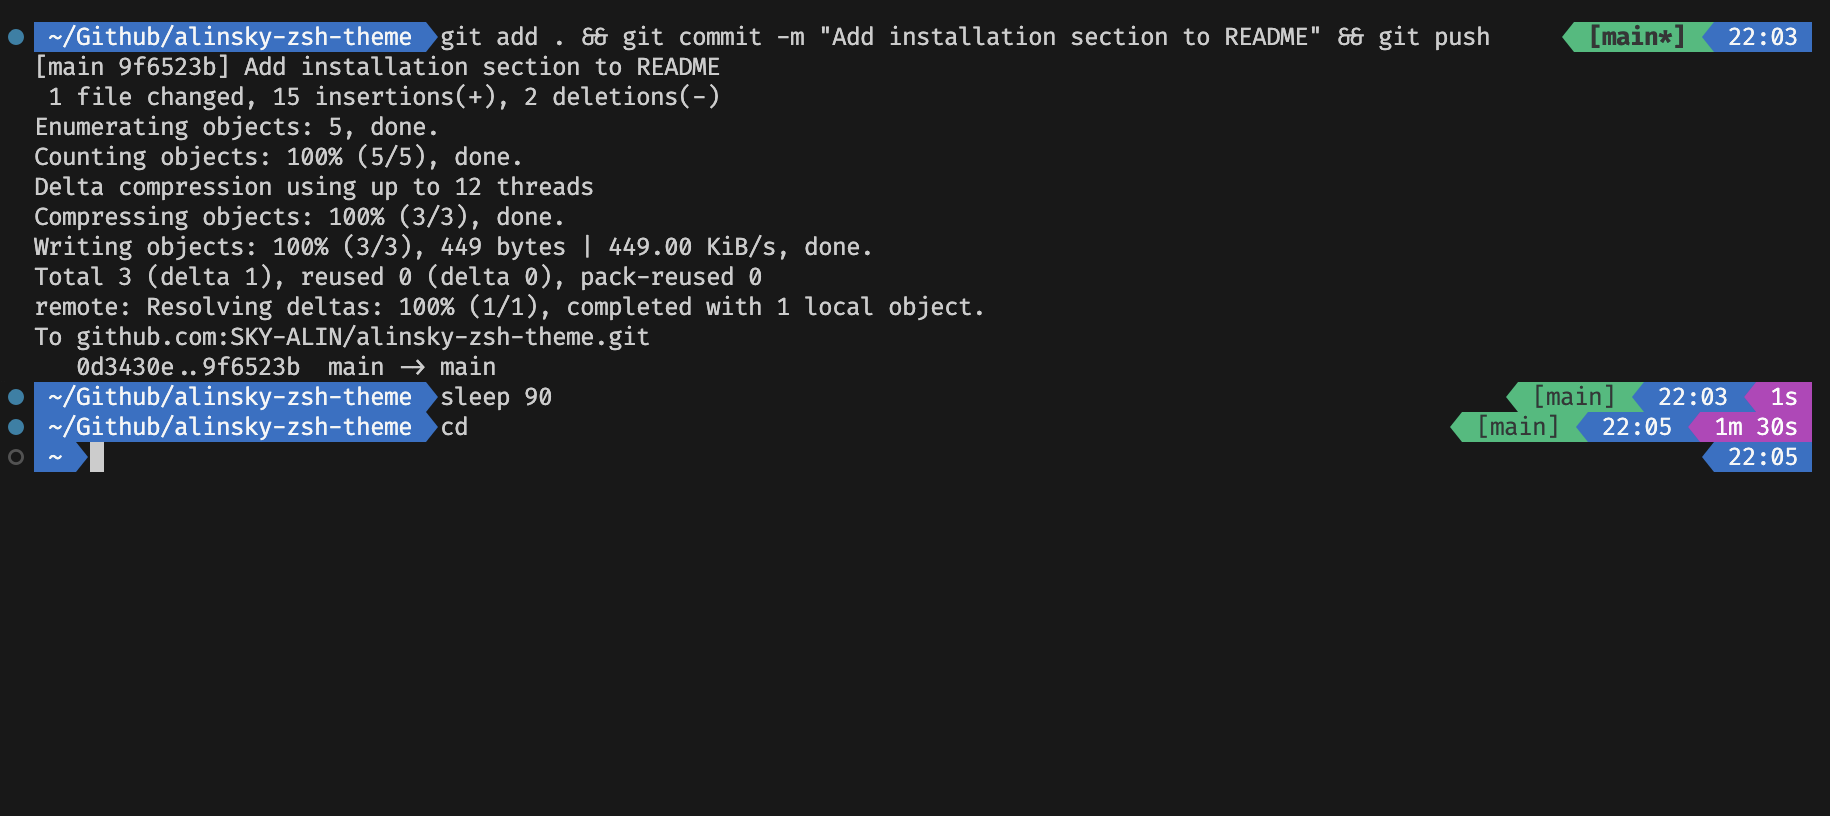 ~/Github/alinsky-zsh-theme git add . && git commit -m "Add installation section to README" && git push [main*] 22:03
[main 9f6523b] Add installation section to README
 1 file changed, 15 insertions(+), 2 deletions(-)
Enumerating objects: 5, done.
Counting objects: 100% (5/5), done.
Delta compression using up to 12 threads
Compressing objects: 100% (3/3), done.
Writing objects: 100% (3/3), 449 bytes | 449.00 KiB/s, done.
Total 3 (delta 1), reused 0 (delta 0), pack-reused 0
remote: Resolving deltas: 100% (1/1), completed with 1 local object.
To github.com:SKY-ALIN/alinsky-zsh-theme.git
   0d3430e..9f6523b  main -> main
~/Github/alinsky-zsh-theme sleep 90 [main] 22:03 1s
~/Github/alinsky-zsh-theme cd [main] 22:05 1m 30s
~ 22:05